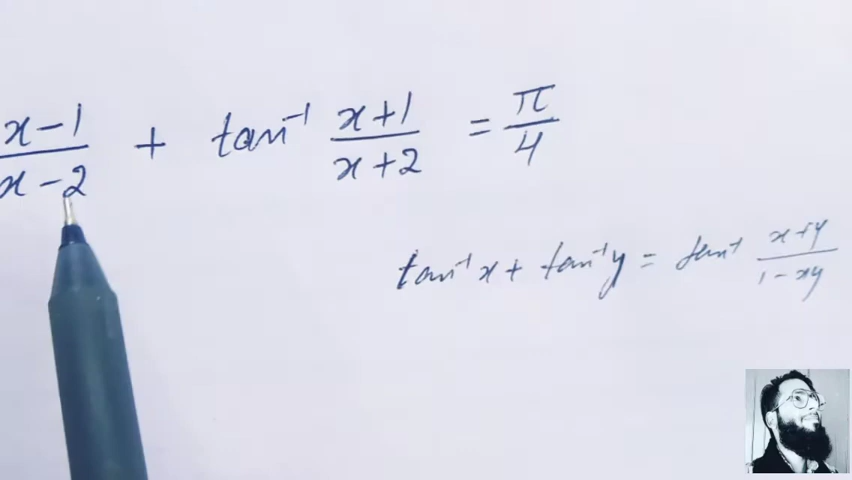 x-1/x-2 + tan⁻¹ x+1/x+2 = π/4
tan⁻¹x + tan⁻¹y = tan⁻¹ x+y/1-xy